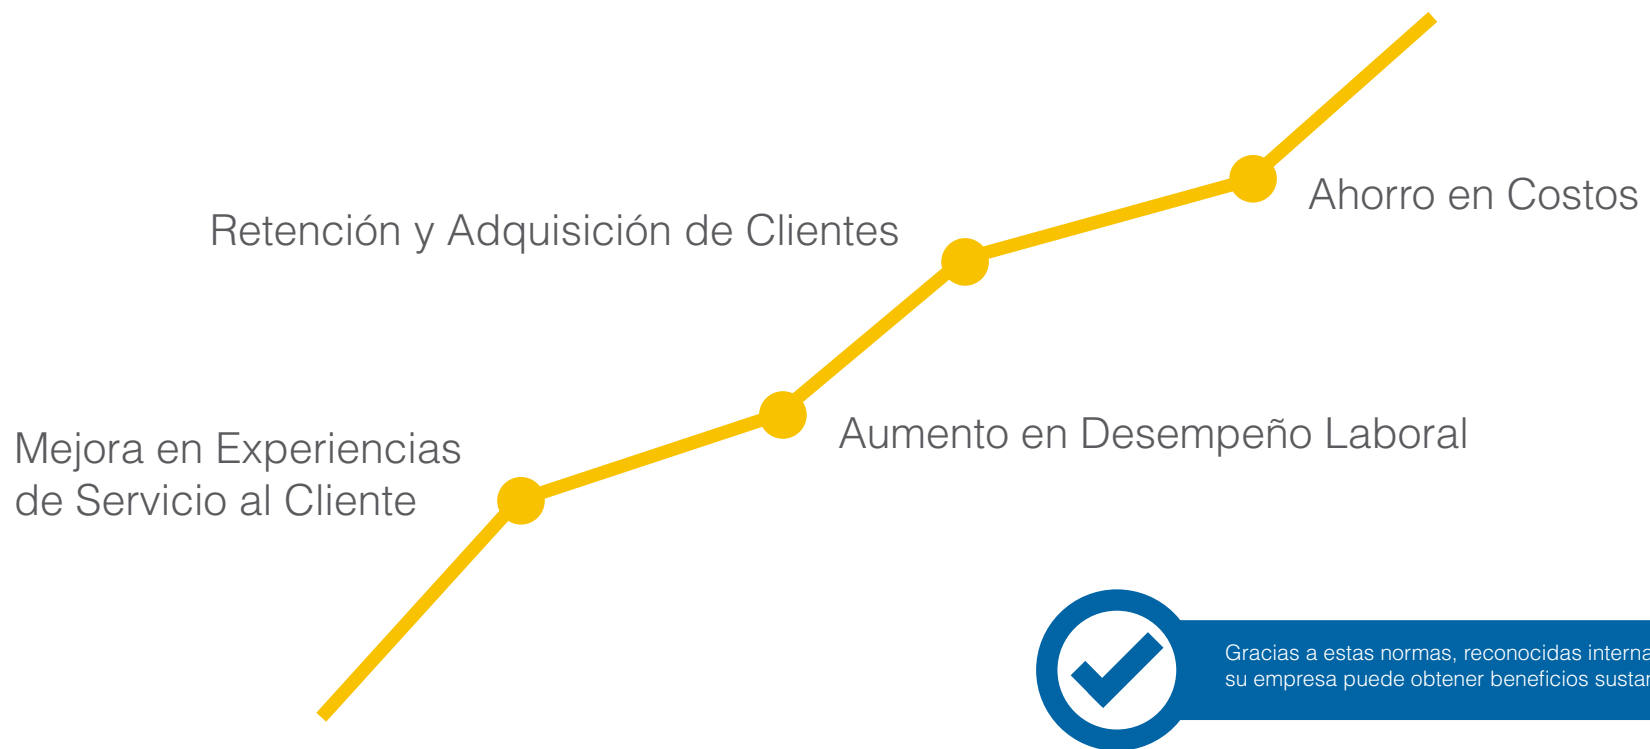 Retención y Adquisición de Clientes
Ahorro en Costos
Mejora en Experiencias
de Servicio al Cliente
Aumento en Desempeño Laboral
Gracias a estas normas, reconocidas
su empresa puede obtener beneficios